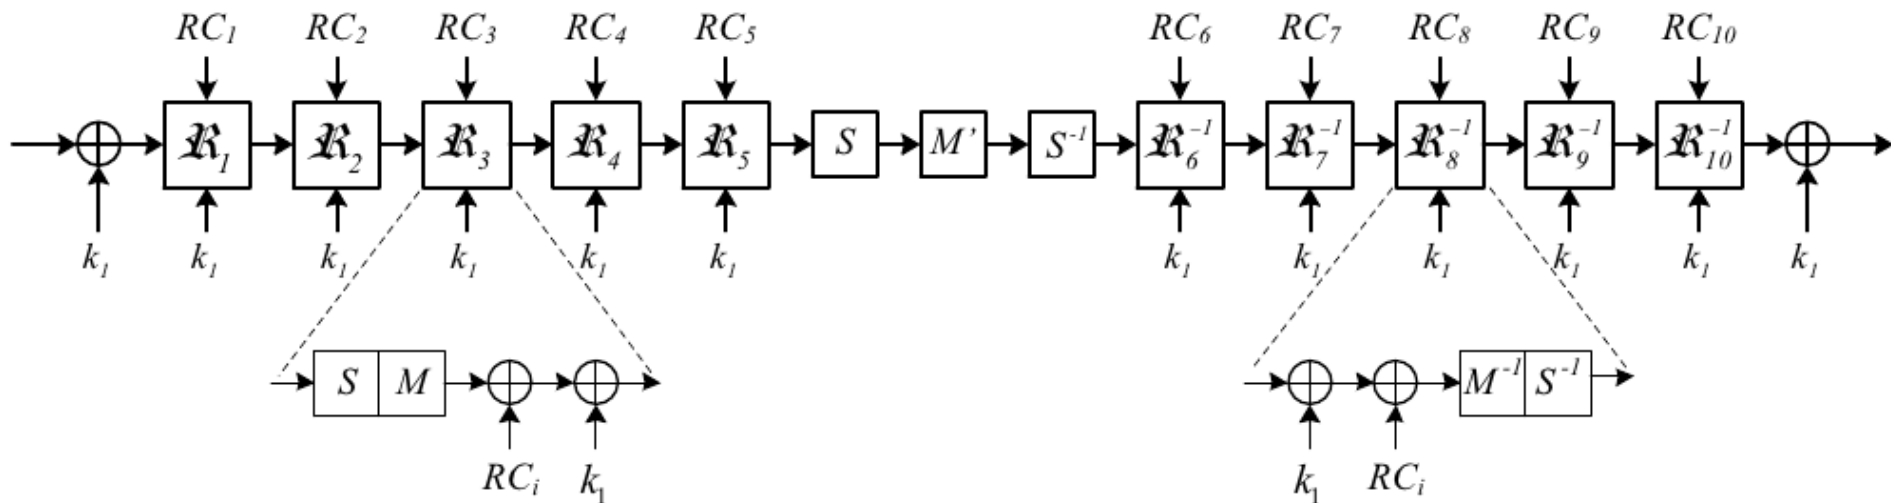 RC₁ RC₂ RC₃ RC₄ RC₅ RC₆ RC₇ RC₈ RC₉ RC₁₀
ℜ₁ ℜ₂ ℜ₃ ℜ₄ ℜ₅ S M' S⁻¹ ℜ₆⁻¹ ℜ₇⁻¹ ℜ₈⁻¹ ℜ₉⁻¹ ℜ₁₀⁻¹
k₁ k₁ k₁ k₁ k₁ k₁ k₁ k₁ k₁ k₁ k₁ k₁
S M M⁻¹ S⁻¹
RCᵢ k₁ k₁ RCᵢ